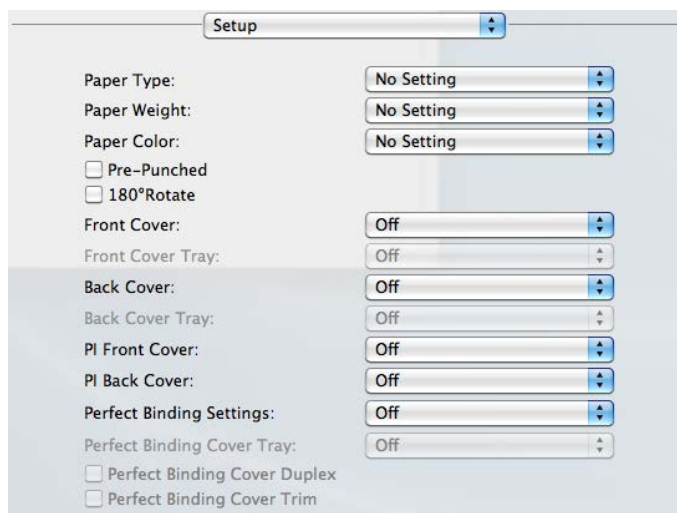 Setup
Paper Type: No Setting
Paper Weight: No Setting
Paper Color: No Setting
Pre-Punched
180°Rotate
Front Cover: Off
Front Cover Tray: Off
Back Cover: Off
Back Cover Tray: Off
PI Front Cover: Off
PI Back Cover: Off
Perfect Binding Settings: Off
Perfect Binding Cover Tray: Off
Perfect Binding Cover Duplex
Perfect Binding Cover Trim